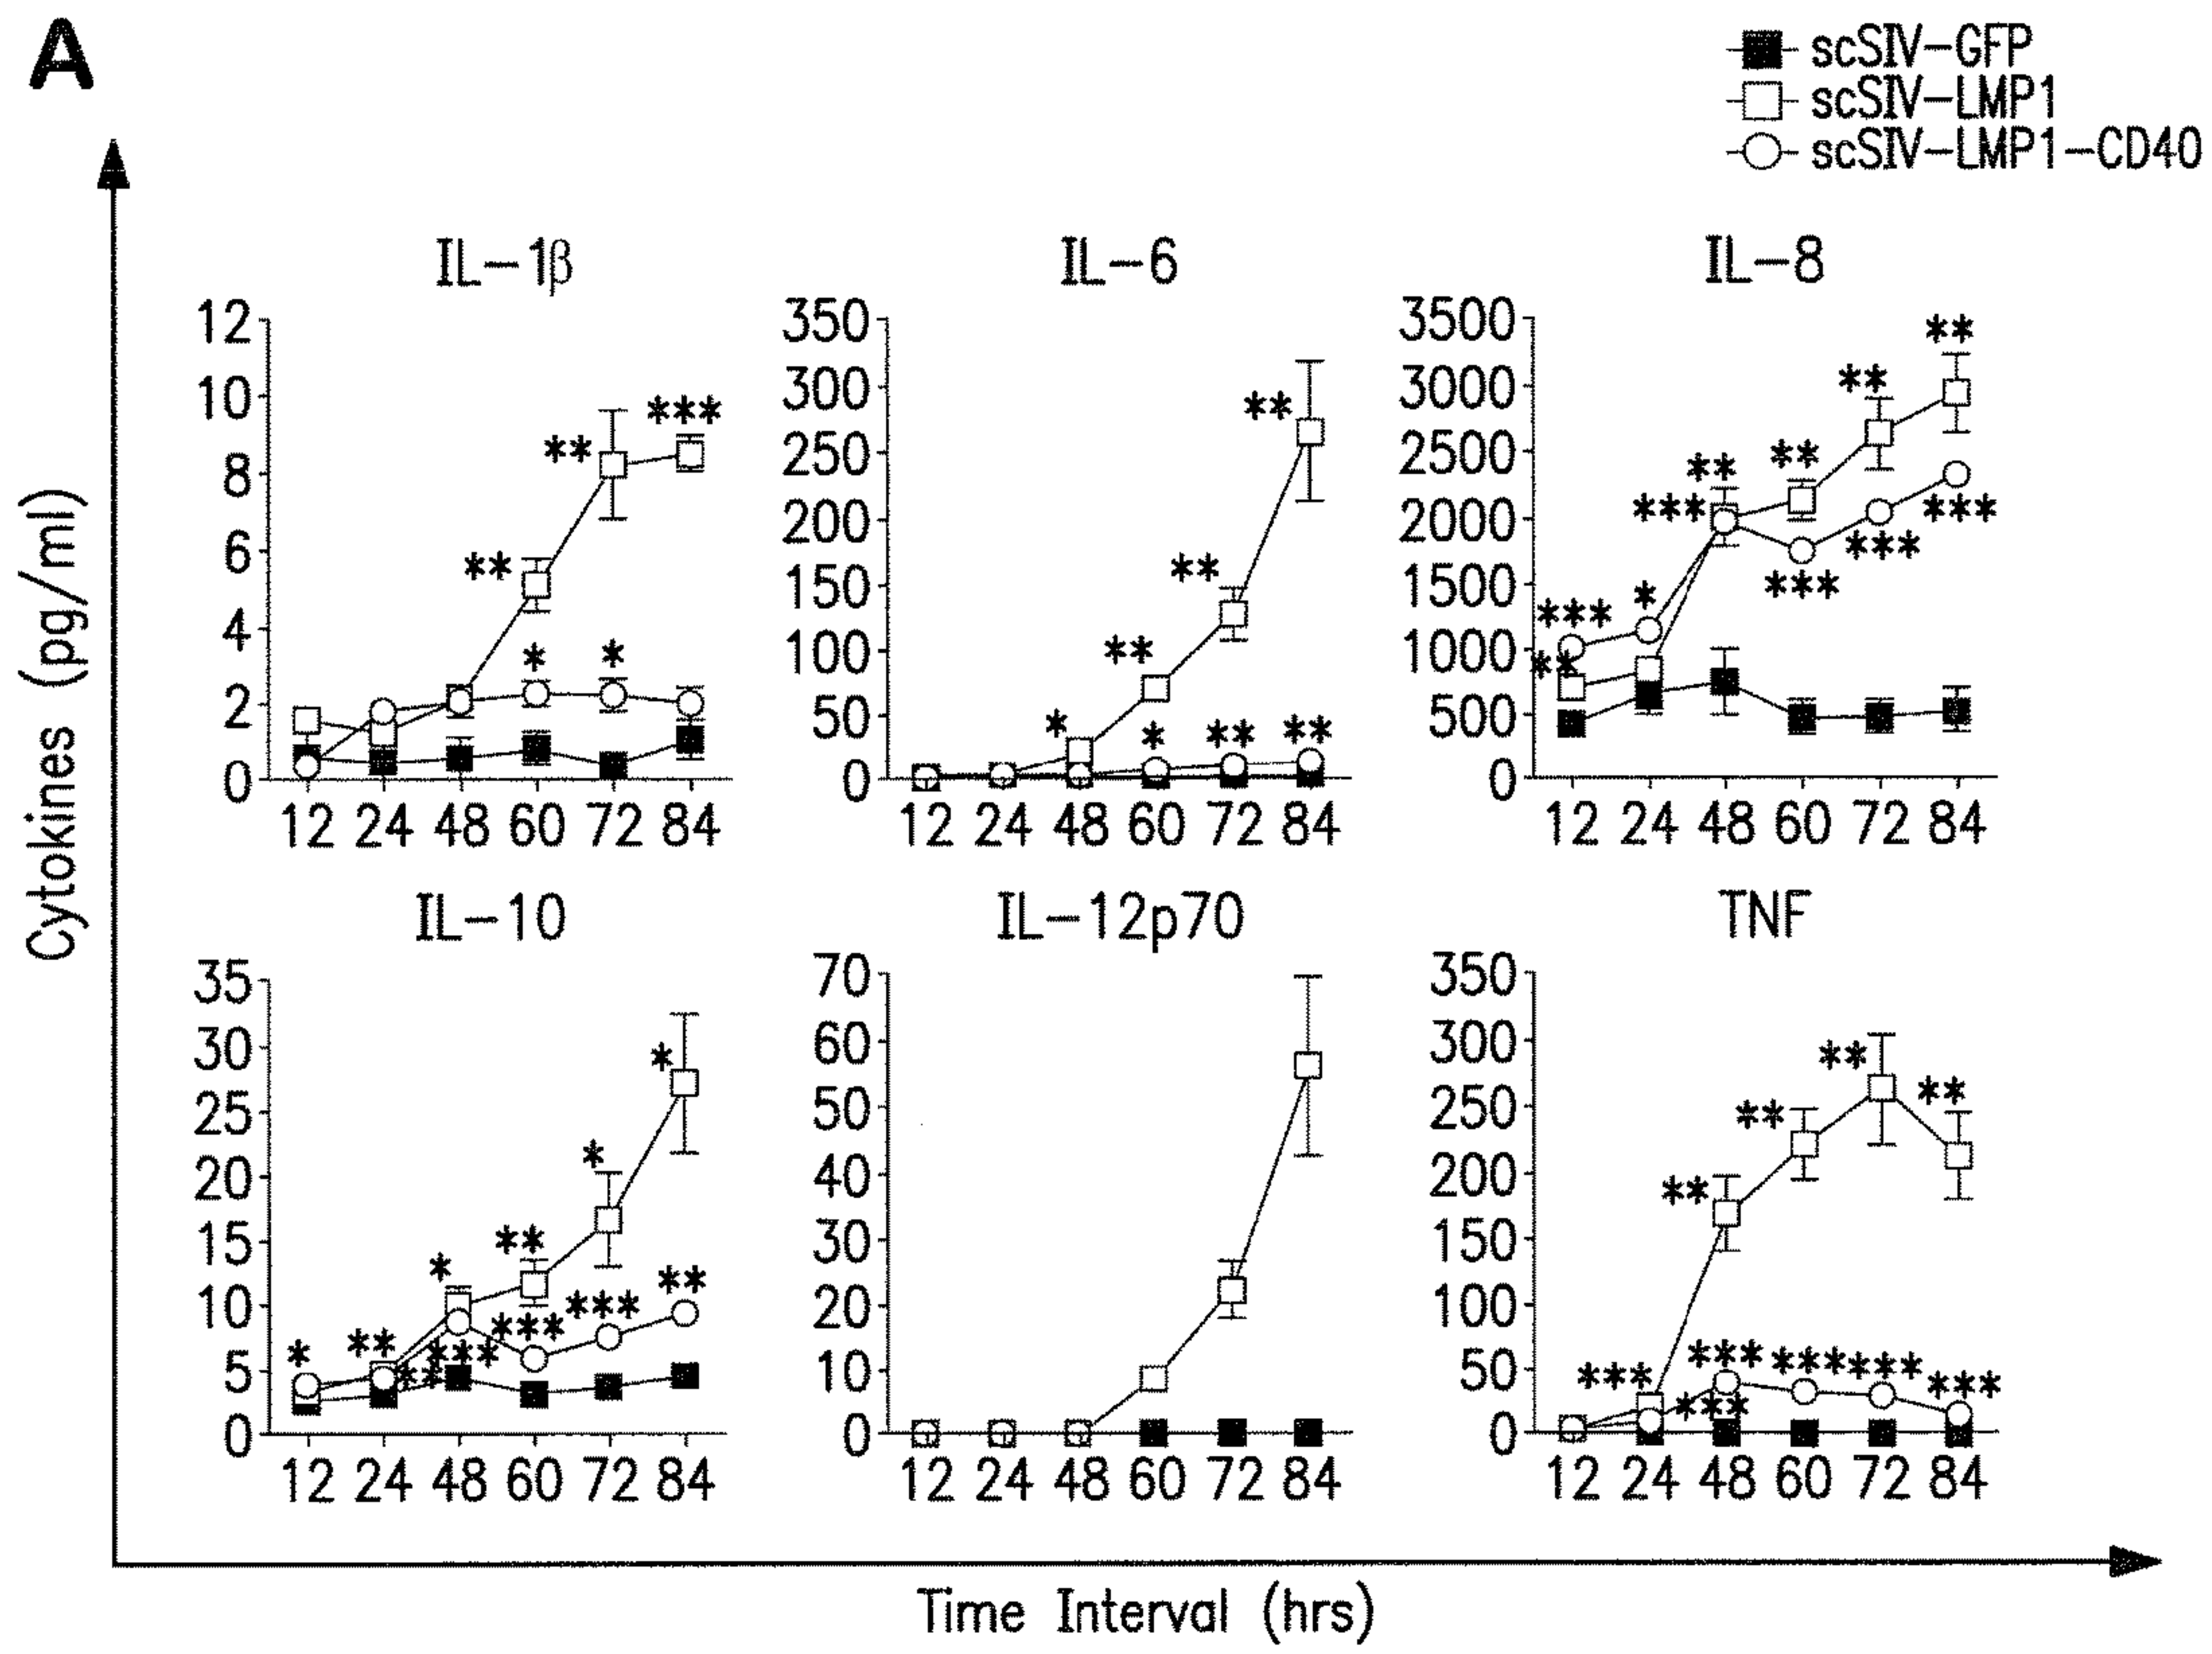 A
scSIV-GFP
scSIV-LMP1
scSIV-LMP1-CD40
Cytokines (pg/ml)
IL-1β
12
10
8
6
4
2
0
** ** *** * *
12 24 48 60 72 84
IL-6
350
300
250
200
150
100
50
0
* ** ** ** * ** **
12 24 48 60 72 84
IL-8
3500
3000
2500
2000
1500
1000
500
0
** ** ** ** ** *** * *** *** *** ***
12 24 48 60 72 84
IL-10
35
30
25
20
15
10
5
0
* ** * ** * * ** *** *** *** **
12 24 48 60 72 84
IL-12p70
70
60
50
40
30
20
10
0
12 24 48 60 72 84
TNF
350
300
250
200
150
100
50
0
*** ** ** ** ** *** *** *** *** ***
12 24 48 60 72 84
Time Interval (hrs)